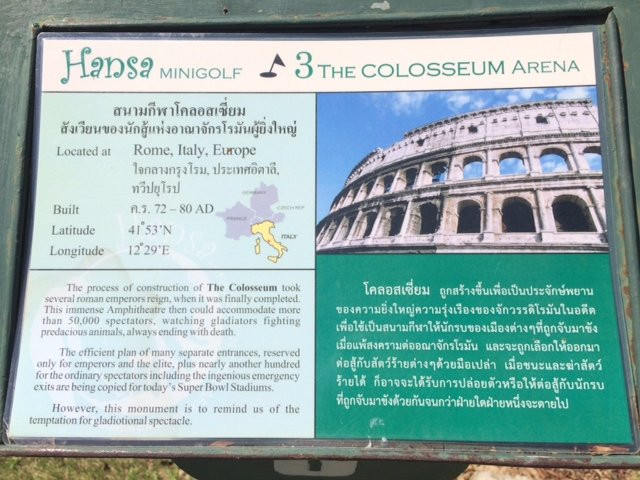 Hansa MINIGOLF 3 THE COLOSSEUM ARENA
สนามกีฬาโคลอสเซี่ยม
สังเวียนของนักสู้แห่งอาณาจักรโรมันผู้ยิ่งใหญ่
Located at Rome, Italy, Europe
ใจกลางกรุงโรม, ประเทศอิตาลี,
ทวีปยุโรป
Built ค.ร. 72 – 80 AD
Latitude 41°53'N
Longitude 12°29'E
GERMANY
CZECH REP
FRANCE
ITALY
The process of construction of The Colosseum took
several roman emperors reign, when it was finally completed.
This immense Amphitheatre then could accommodate more
than 50,000 spectators, watching gladiators fighting
predacious animals, always ending with death.
The efficient plan of many separate entrances, reserved
only for emperors and the elite, plus nearly another hundred
for the ordinary spectators including the ingenious emergency
exits are being copied for today's Super Bowl Stadiums.
However, this monument is to remind us of the
temptation for gladiotional spectacle.
โคลอสเซี่ยม ถูกสร้างขึ้นเพื่อเป็นประจักษ์พยาน
ของความยิ่งใหญ่ความรุ่งเรืองของจักรวรรดิโรมันในอดีต
เพื่อใช้เป็นสนามกีฬาให้นักรบของเมืองต่างๆที่ถูกจับมาขัง
เมื่อแพ้สงครามต่ออาณาจักรโรมัน และจะถูกเลือกให้ออกมา
ต่อสู้กับสัตว์ร้ายต่างๆด้วยมือเปล่า เมื่อชนะและฆ่าสัตว์
ร้ายได้ ก็อาจจะได้รับการปล่อยตัวหรือให้ต่อสู้กับนักรบ
ที่ถูกจับมาขังด้วยกันจนกว่าฝ่ายใดฝ่ายหนึ่งจะตายไป